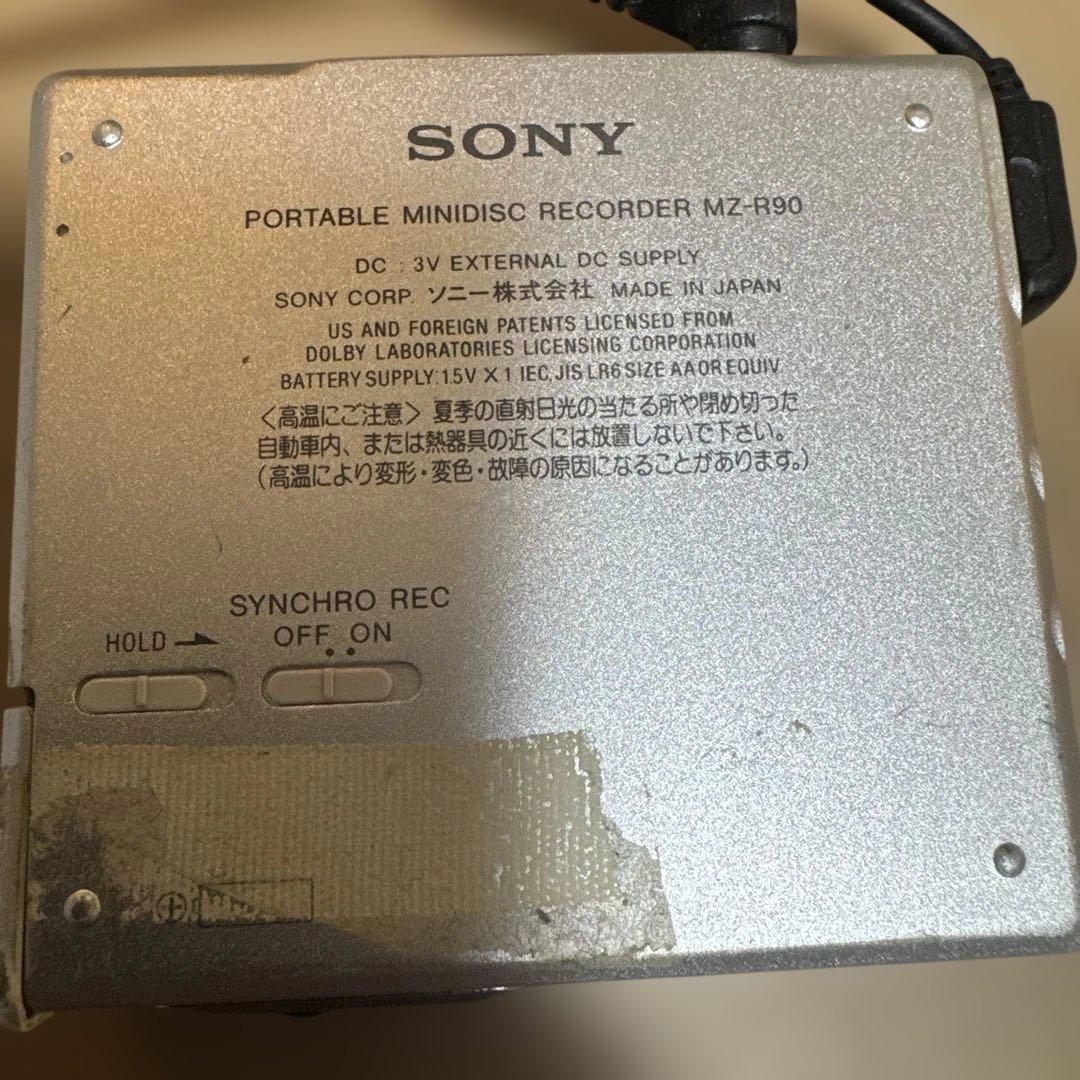 SONY
PORTABLE MINIDISC RECORDER MZ-R90
DC : 3V EXTERNAL DC SUPPLY
SONY CORP. ソニー株式会社 MADE IN JAPAN
US AND FOREIGN PATENTS LICENSED FROM
DOLBY LABORATORIES LICENSING CORPORATION
BATTERY SUPPLY: 1.5V X 1 IEC, JIS LR6 SIZE AA OR EQUIV.
〈高温にご注意〉夏季の直射日光の当たる所や閉め切った
自動車内、または熱器具の近くには放置しないで下さい。
(高温により変形・変色・故障の原因になることがあります。)
SYNCHRO REC
HOLD
OFF ON